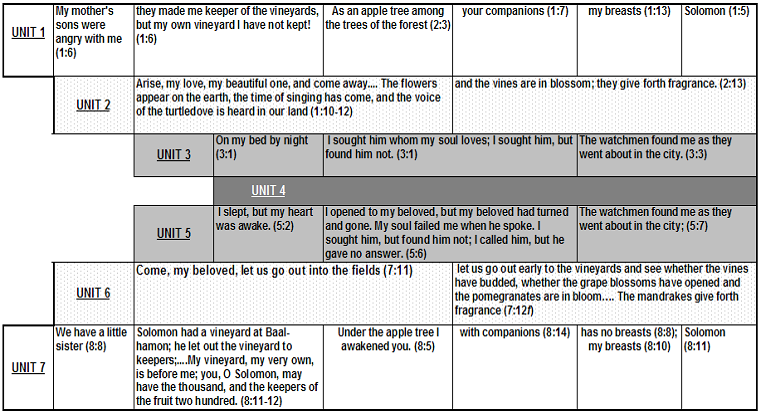 UNIT 1
My mother's
sons were
angry with me
(1:6)
they made me keeper of the vineyards,
but my own vineyard I have not kept!
(1:6)
As an apple tree among
the trees of the forest (2:3)
your companions (1:7)
my breasts (1:13)
Solomon (1:5)
UNIT 2
Arise, my love, my beautiful one, and come away.... The flowers
appear on the earth, the time of singing has come, and the voice
of the turtledove is heard in our land (1:10-12)
and the vines are in blossom; they give forth fragrance. (2:13)
UNIT 3
On my bed by night
(3:1)
I sought him whom my soul loves; I sought him, but
found him not. (3:1)
The watchmen found me as they
went about in the city. (3:3)
UNIT 4
UNIT 5
I slept, but my heart
was awake. (5:2)
I opened to my beloved, but my beloved had turned
and gone. My soul failed me when he spoke. I
sought him, but found him not; I called him, but he
gave no answer. (5:6)
The watchmen found me as they
went about in the city; (5:7)
UNIT 6
Come, my beloved, let us go out into the fields (7:11)
let us go out early to the vineyards and see whether the vines
have budded, whether the grape blossoms have opened and
the pomegranates are in bloom.... The mandrakes give forth
fragrance (7:12f)
UNIT 7
We have a little
sister (8:8)
Solomon had a vineyard at Baal-
hamon; he let out the vineyard to
keepers;....My vineyard, my very own,
is before me; you, O Solomon, may
have the thousand, and the keepers of
the fruit two hundred. (8:11-12)
Under the apple tree I
awakened you. (8:5)
with companions (8:14)
has no breasts (8:8);
my breasts (8:10)
Solomon
(8:11)